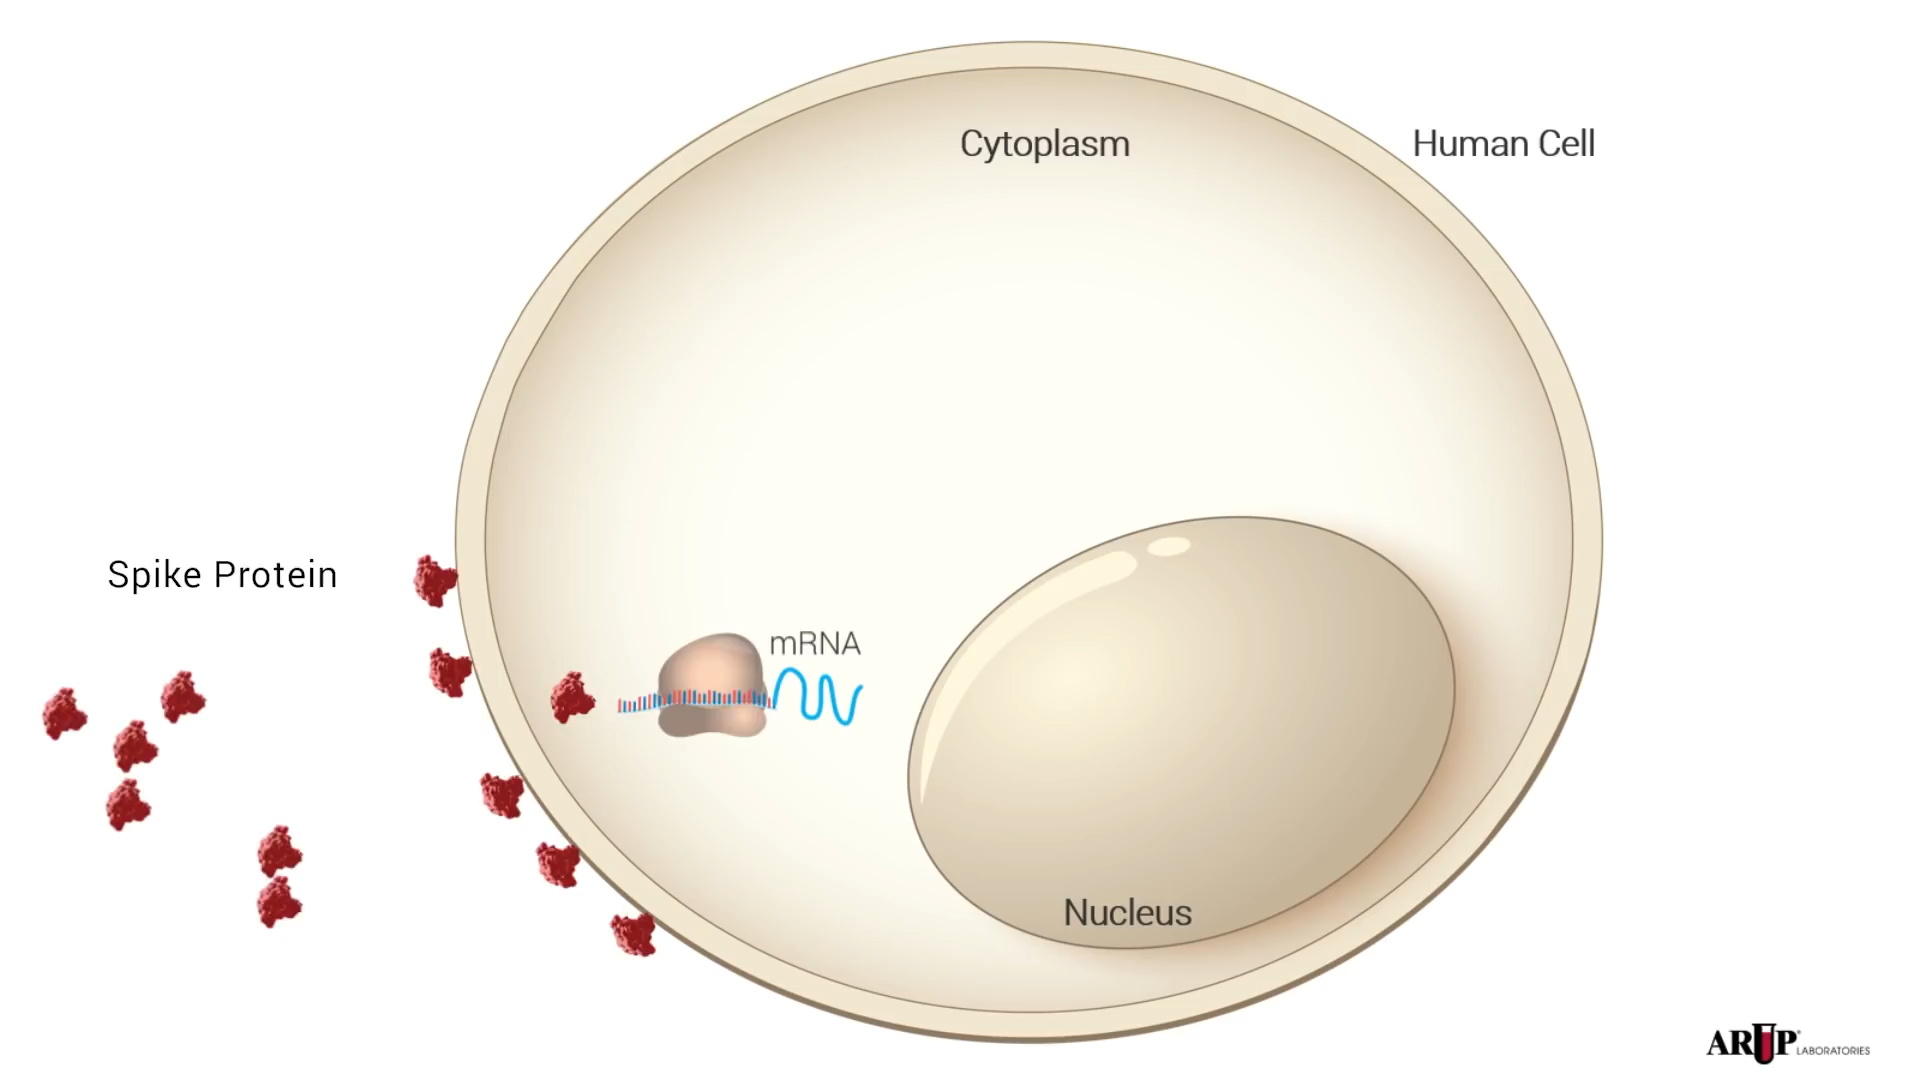 Cytoplasm
Human Cell
Spike Protein
mRNA
Nucleus
ARUP LABORATORIES